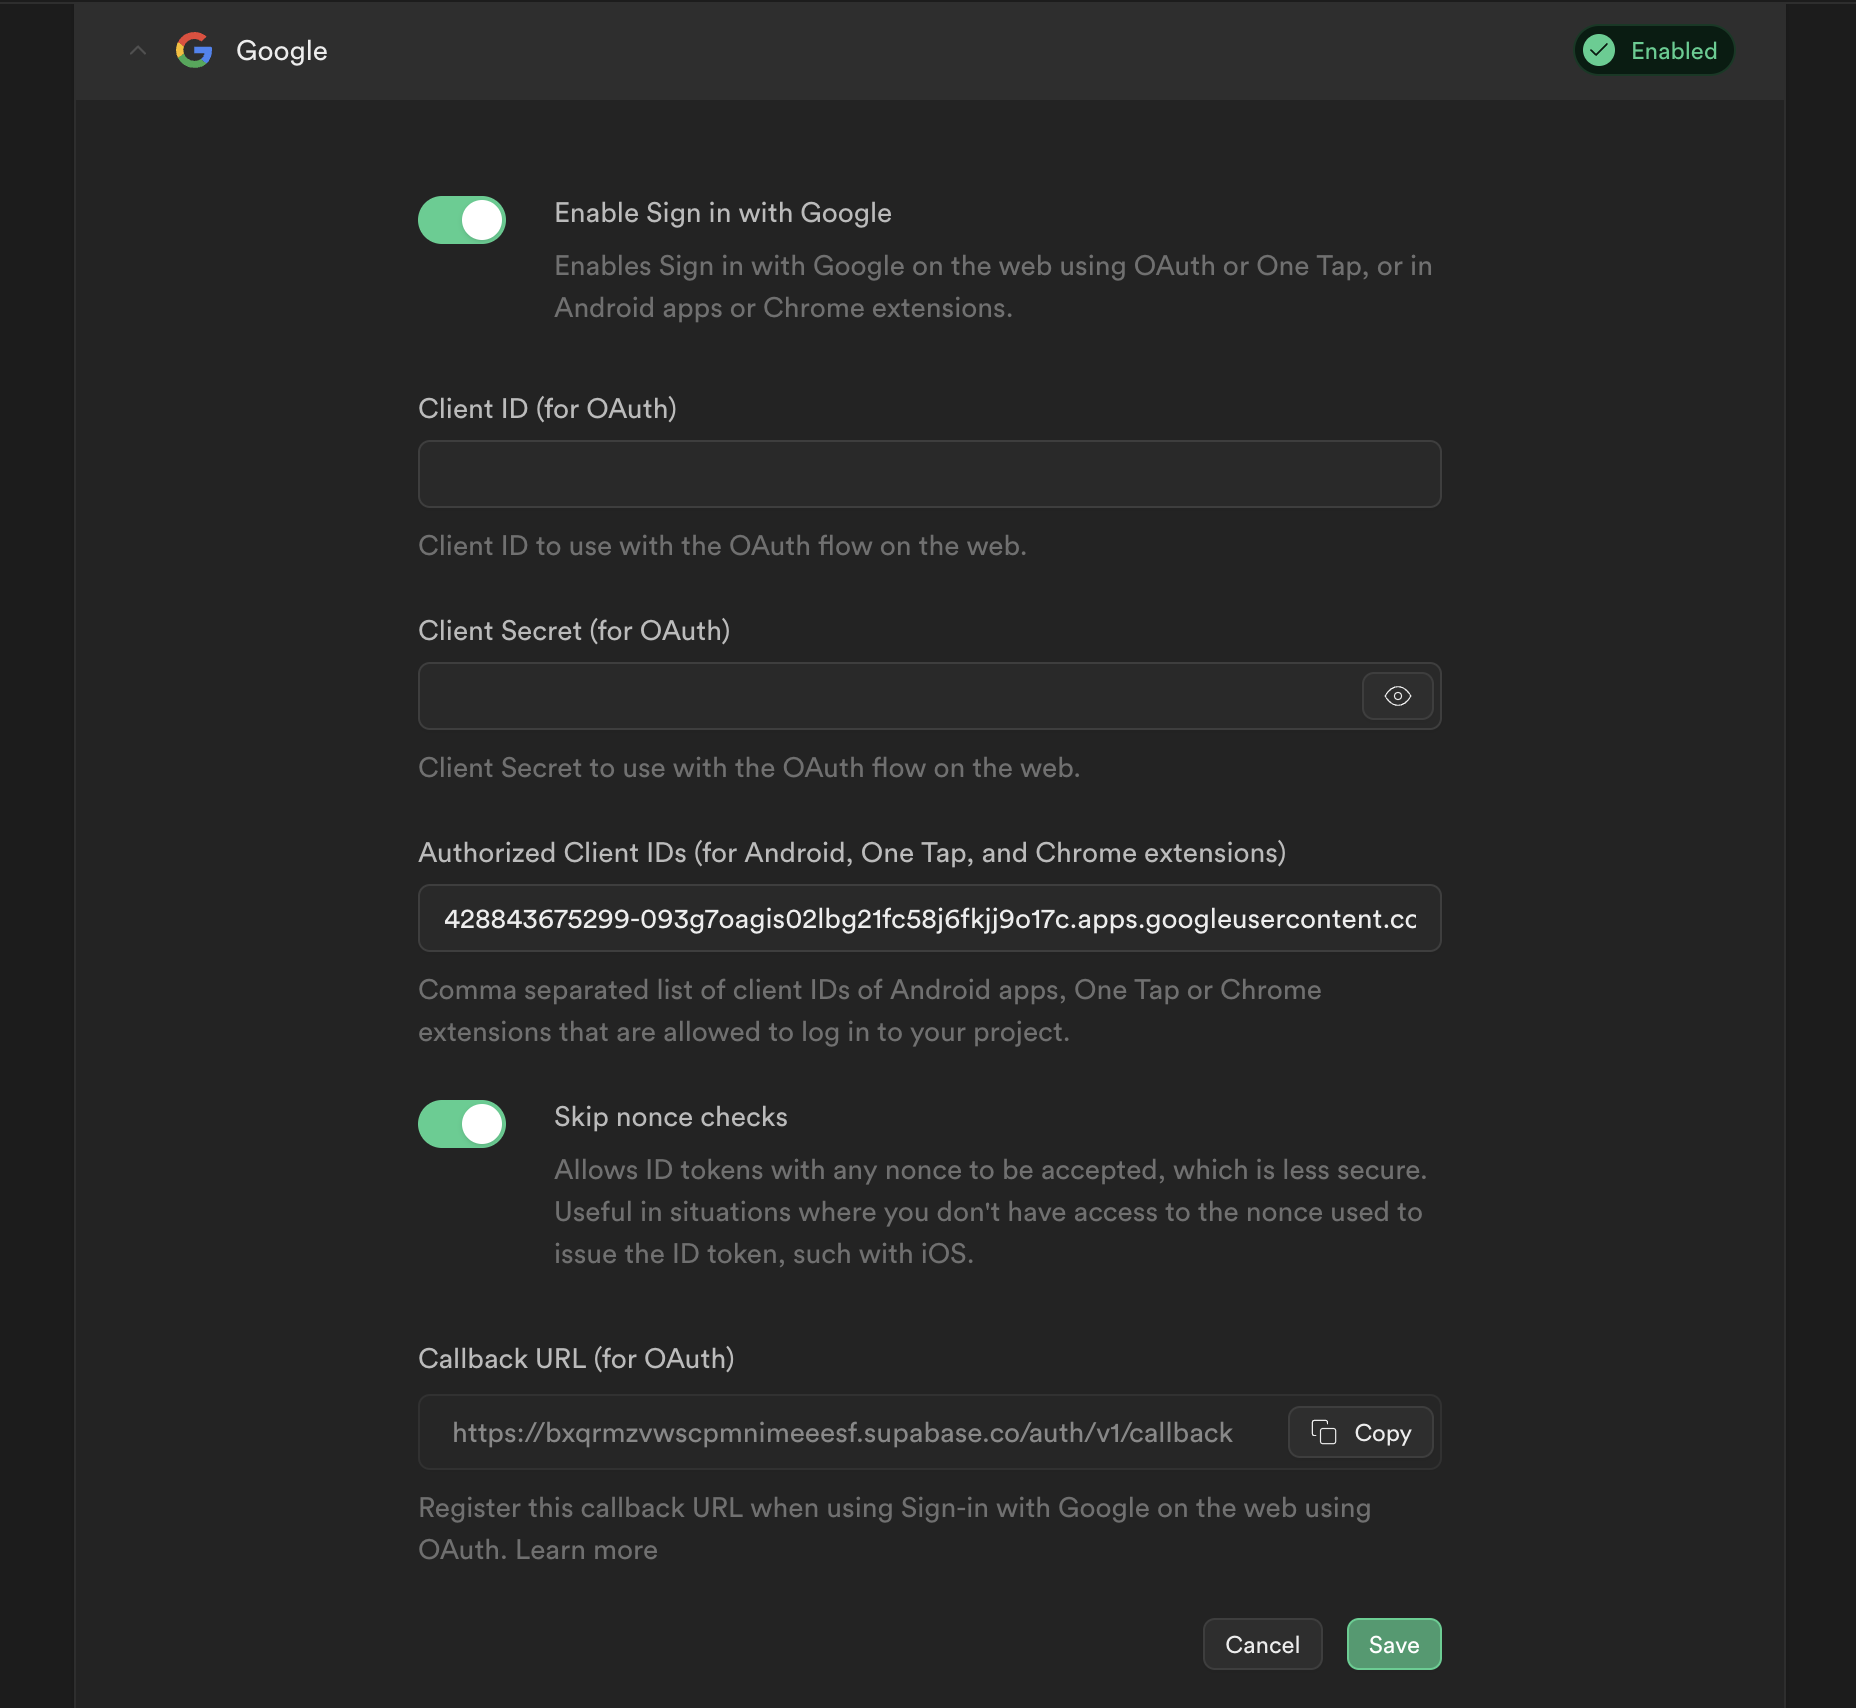 Google
Enabled
Enable Sign in with Google
Enables Sign in with Google on the web using OAuth or One Tap, or in
Android apps or Chrome extensions.
Client ID (for OAuth)
Client ID to use with the OAuth flow on the web.
Client Secret (for OAuth)
Client Secret to use with the OAuth flow on the web.
Authorized Client IDs (for Android, One Tap, and Chrome extensions)
428843675299-093g7oagis02lbg21fc58j6fkjj9o17c.apps.googleusercontent.co
Comma separated list of client IDs of Android apps, One Tap or Chrome
extensions that are allowed to log in to your project.
Skip nonce checks
Allows ID tokens with any nonce to be accepted, which is less secure.
Useful in situations where you don't have access to the nonce used to
issue the ID token, such with iOS.
Callback URL (for OAuth)
https://bxqrmzvwscpmnimeeesf.supabase.co/auth/v1/callback
Copy
Register this callback URL when using Sign-in with Google on the web using
OAuth. Learn more
Cancel
Save